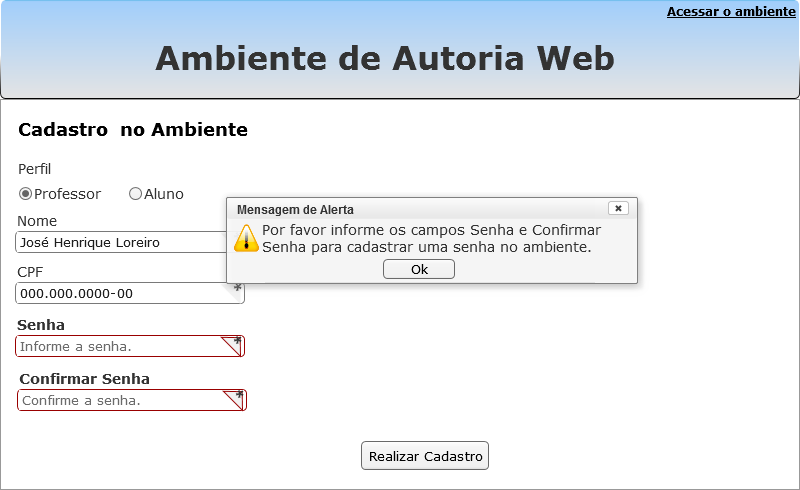 Acessar o ambiente
Ambiente de Autoria Web
Cadastro no Ambiente
Perfil
Professor Aluno
Nome
José Henrique Loreiro
Mensagem de Alerta
Por favor informe os campos Senha e Confirmar
Senha para cadastrar uma senha no ambiente.
Ok
CPF
000.000.0000-00 *
Senha
Informe a senha. *
Confirmar Senha
Confirme a senha. *
Realizar Cadastro